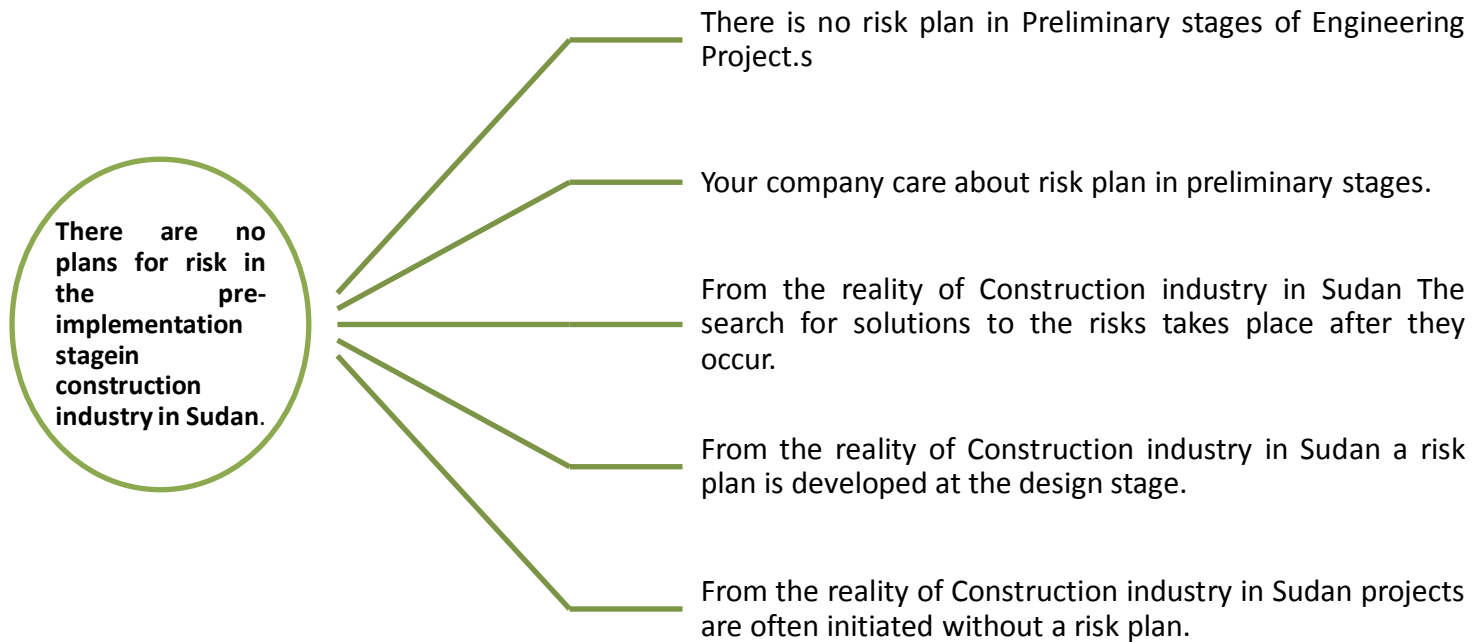 There is no risk plan in Preliminary stages of Engineering
Project.s
Your company care about risk plan in preliminary stages.
There are no
plans for risk in
the pre-
implementation
stagein
construction
industry in Sudan.
From the reality of Construction industry in Sudan The
search for solutions to the risks takes place after they
occur.
From the reality of Construction industry in Sudan a risk
plan is developed at the design stage.
From the reality of Construction industry in Sudan projects
are often initiated without a risk plan.